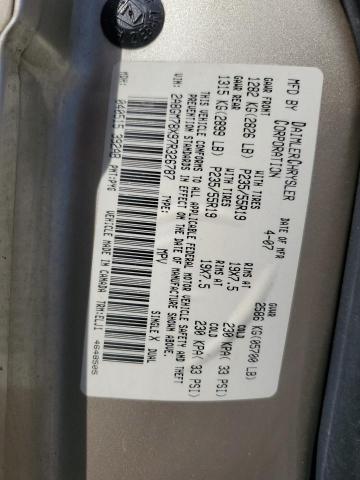 MFD BY DAIMLERCHRYSLER CORPORATION
DATE OF MFR 4-07
GVWR 2586 KG(05700 LB)
GAWR FRONT WITH TIRES RIMS AT COLD
1282 KG(2826 LB) P235/55R19 19X7.5 230 KPA( 33 PSI)
GAWR REAR WITH TIRES RIMS AT COLD
1315 KG(2899 LB) P235/55R19 19X7.5 230 KPA( 33 PSI)
THIS VEHICLE CONFORMS TO ALL APPLICABLE FEDERAL MOTOR VEHICLE SAFETY AND
THEFT PREVENTION STANDARDS IN EFFECT ON THE DATE OF MANUFACTURE SHOWN ABOVE.
SINGLE X DUAL
2A8GM78X97R326787 MPV
VEHICLE MADE IN CANADA 4648505